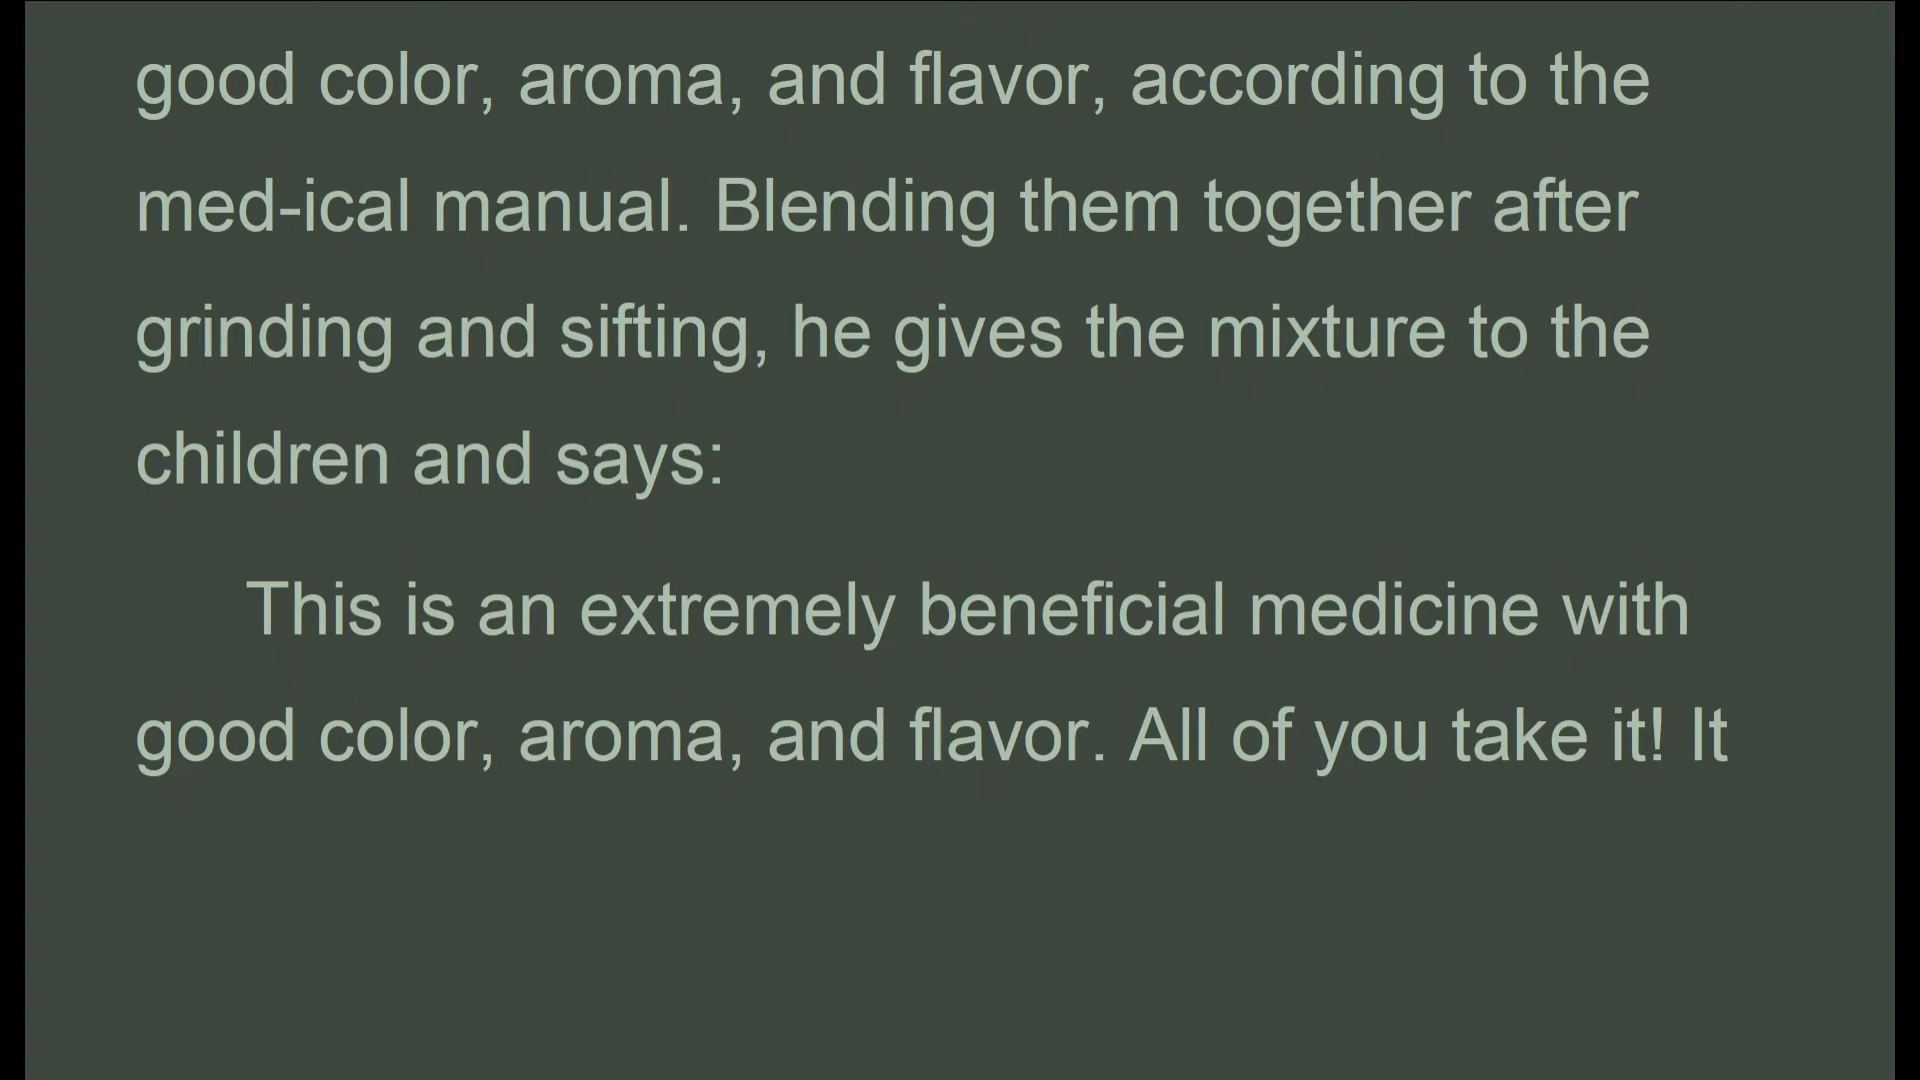 good color, aroma, and flavor, according to the
med-ical manual. Blending them together after
grinding and sifting, he gives the mixture to the
children and says:
This is an extremely beneficial medicine with
good color, aroma, and flavor. All of you take it! It